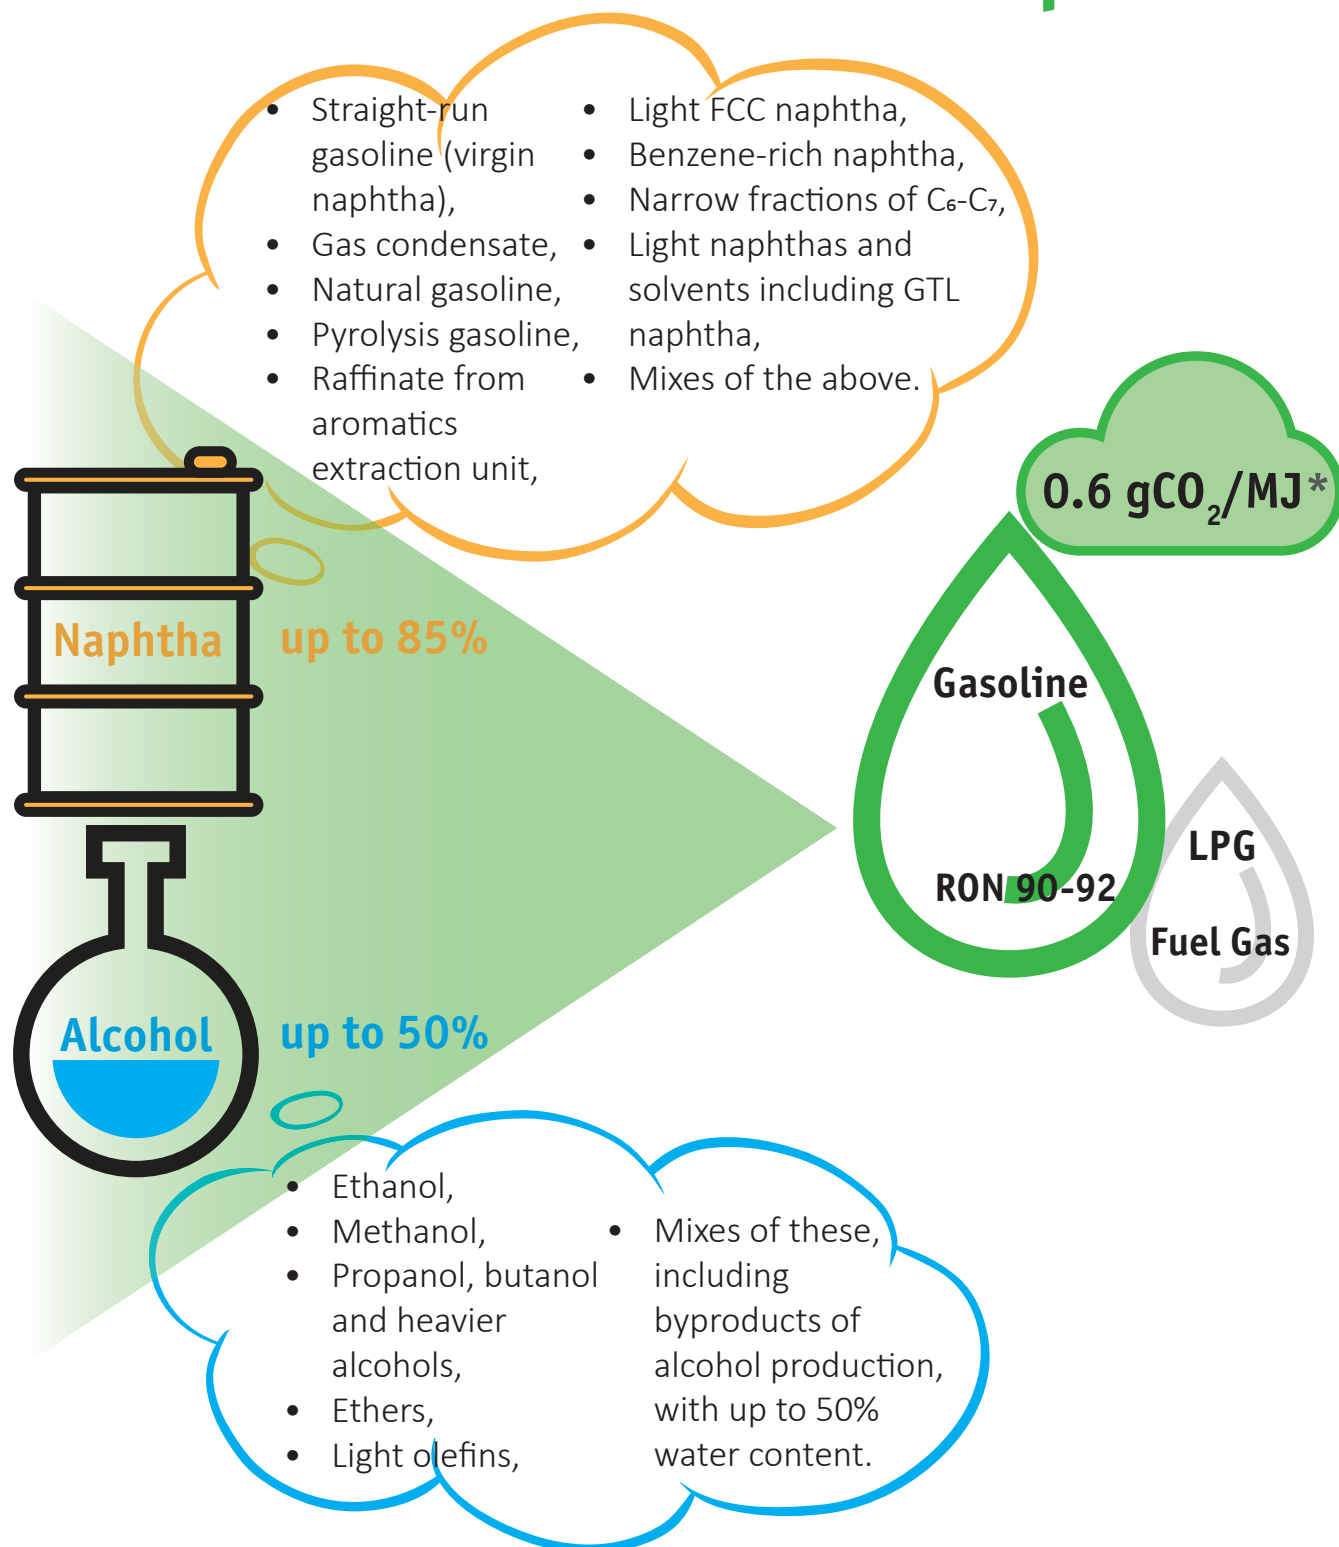 • Straight-run
gasoline (virgin
naphtha),
• Gas condensate,
• Natural gasoline,
• Pyrolysis gasoline,
• Raffinate from
aromatics
extraction unit,
• Light FCC naphtha,
• Benzene-rich naphtha,
• Narrow fractions of C₆-C₇,
• Light naphthas and
solvents including GTL
naphtha,
• Mixes of the above.
0.6 gCO₂/MJ*
Naphtha
up to 85%
Gasoline
RON 90-92
LPG
Fuel Gas
Alcohol
up to 50%
• Ethanol,
• Methanol,
• Propanol, butanol
and heavier
alcohols,
• Ethers,
• Light olefins,
• Mixes of these,
including
byproducts of
alcohol production,
with up to 50%
water content.